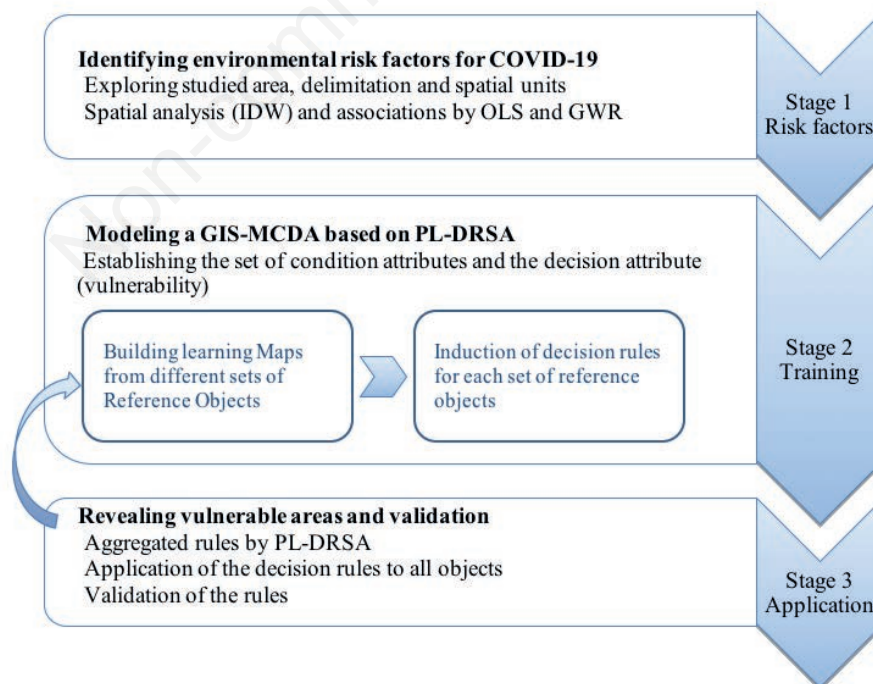 Identifying environmental risk factors for COVID-19
Exploring studied area, delimitation and spatial units
Spatial analysis (IDW) and associations by OLS and GWR
Stage 1
Risk factors
Modeling a GIS-MCDA based on PL-DRSA
Establishing the set of condition attributes and the decision attribute
(vulnerability)
Building learning Maps
from different sets of
Reference Objects
Induction of decision rules
for each set of reference
objects
Stage 2
Training
Revealing vulnerable areas and validation
Aggregated rules by PL-DRSA
Application of the decision rules to all objects
Validation of the rules
Stage 3
Application